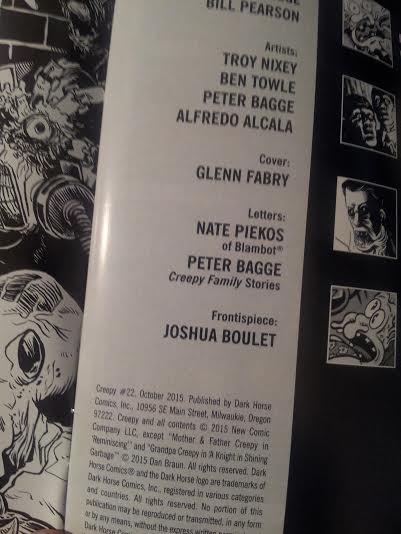 BILL PEARSON
Artists:
TROY NIXEY
BEN TOWLE
PETER BAGGE
ALFREDO ALCALA
Cover:
GLENN FABRY
Letters:
NATE PIEKOS
of Blambot®
PETER BAGGE
Creepy Family Stories
Frontispiece:
JOSHUA BOULET
Creepy #22, October 2015. Published by Dark Horse
Comics, Inc., 10956 SE Main Street, Milwaukie, Oregon
97222. Creepy and all contents © 2015 New Comic
Company LLC, except "Mother & Father Creepy in
'Reminiscing'" and "Grandpa Creepy in 'A Knight in Shining
Garbage'" © 2015 Dan Braun. All rights reserved. Dark
Horse Comics® and the Dark Horse logo are trademarks of
Dark Horse Comics, Inc., registered in various categories
and countries. All rights reserved. No portion of this
publication may be reproduced or transmitted, in any form
or by any means, without the express written
Dark Horse Comics